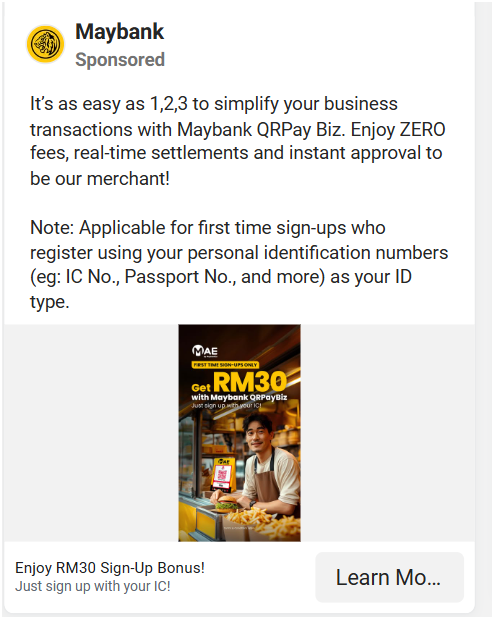 Maybank
Sponsored
It's as easy as 1,2,3 to simplify your business
transactions with Maybank QRPay Biz. Enjoy ZERO
fees, real-time settlements and instant approval to
be our merchant!
Note: Applicable for first time sign-ups who
register using your personal identification numbers
(eg: IC No., Passport No., and more) as your ID
type.
MAE
FIRST TIME SIGN-UPS ONLY
Get RM30
with Maybank QRPayBiz
Just sign up with your IC!
MAE
Enjoy RM30 Sign-Up Bonus!
Just sign up with your IC!
Learn Mo...